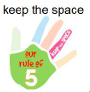 keep the space
our
rule of
5